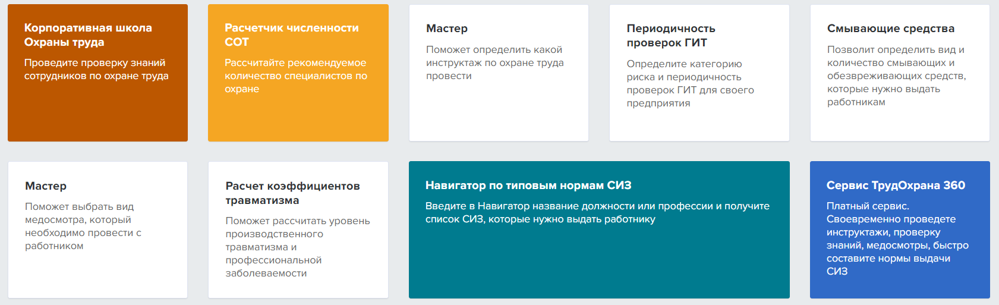 Корпоративная школа
Охраны труда
Проведите проверку знаний
сотрудников по охране труда
Расчетчик численности
СОТ
Рассчитайте рекомендуемое
количество специалистов по
охране
Мастер
Поможет определить какой
инструктаж по охране труда
провести
Периодичность
проверок ГИТ
Определите категорию
риска и периодичность
проверок ГИТ для своего
предприятия
Смывающие средства
Позволит определить вид и
количество смывающих и
обезвреживающих средств,
которые нужно выдать
работникам
Мастер
Поможет выбрать вид
медосмотра, который
необходимо провести с
работником
Расчет коэффициентов
травматизма
Поможет рассчитать уровень
производственного
травматизма и
профессиональной
заболеваемости
Навигатор по типовым нормам СИЗ
Введите в Навигатор название должности или профессии и получите
список СИЗ, которые нужно выдать работнику
Сервис ТрудОхрана 360
Платный сервис.
Своевременно проведете
инструктажи, проверку
знаний, медосмотры, быстро
составите нормы выдачи
СИЗ